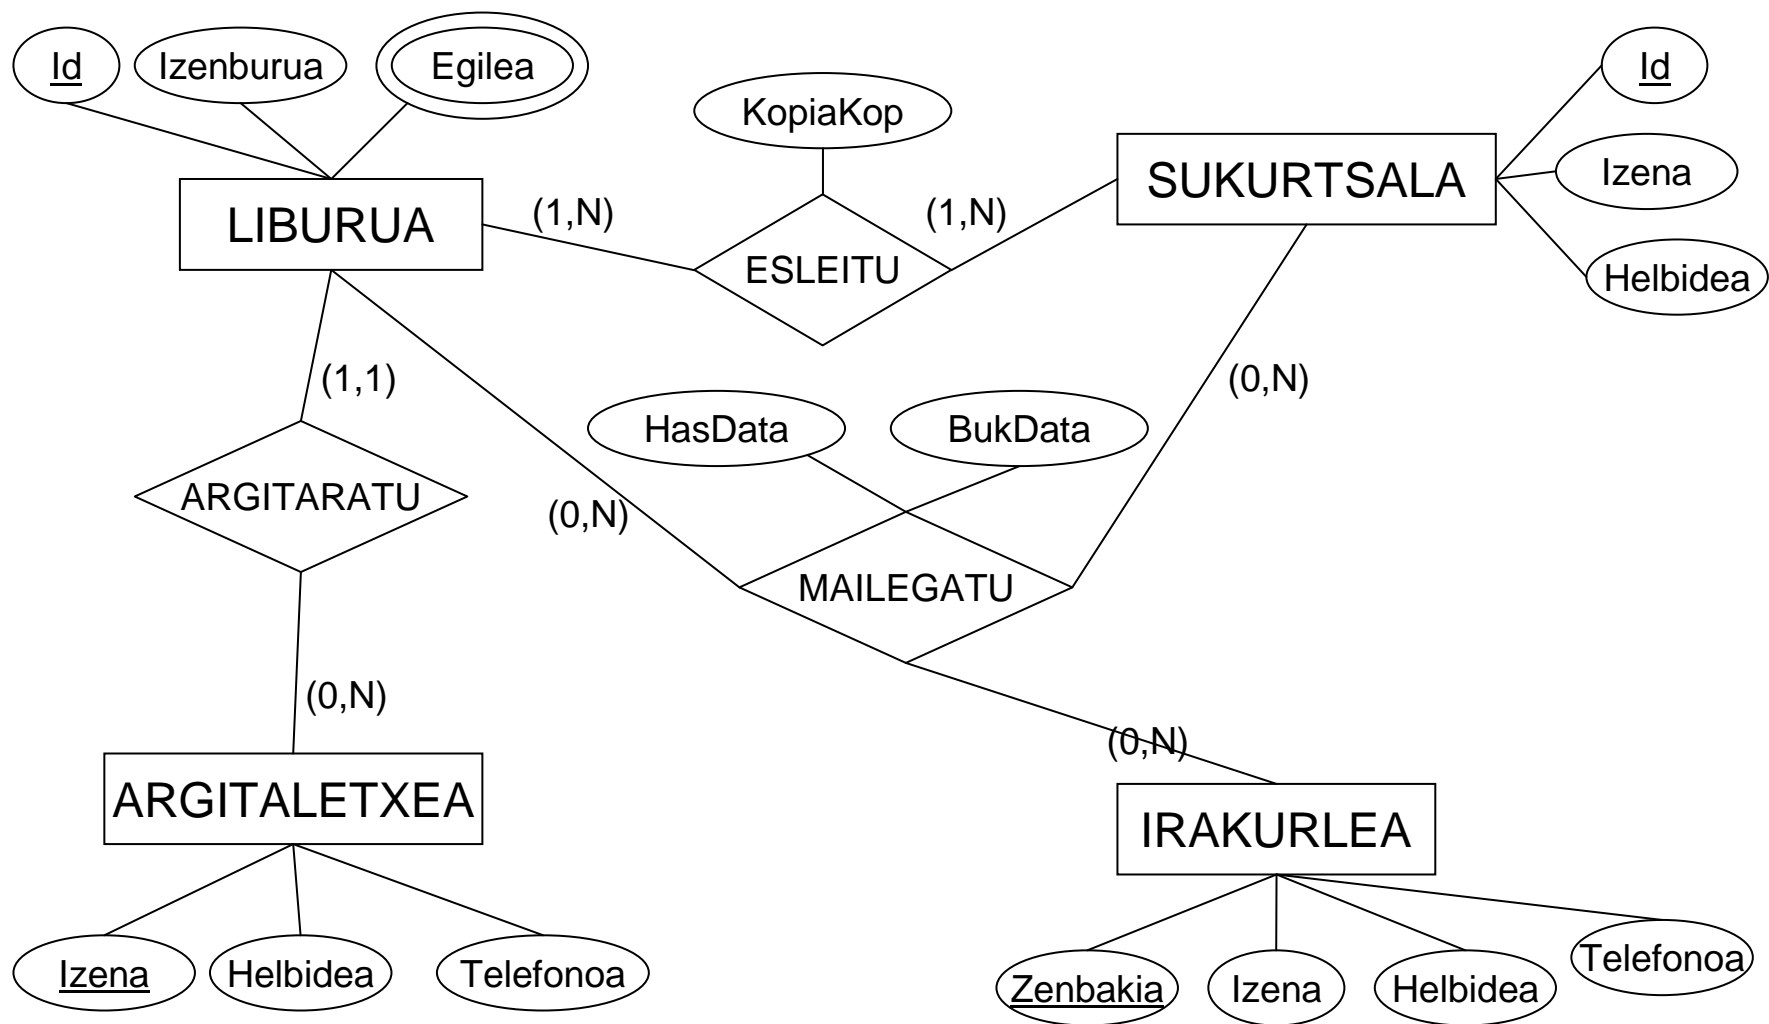 Id
Izenburua
Egilea
KopiaKop
Id
Izena
Helbidea
SUKURTSALA
LIBURUA
(1,N)
(1,N)
ESLEITU
(1,1)
(0,N)
HasData
BukData
ARGITARATU
(0,N)
MAILEGATU
(0,N)
(0,N)
ARGITALETXEA
IRAKURLEA
Izena
Helbidea
Telefonoa
Zenbakia
Izena
Helbidea
Telefonoa